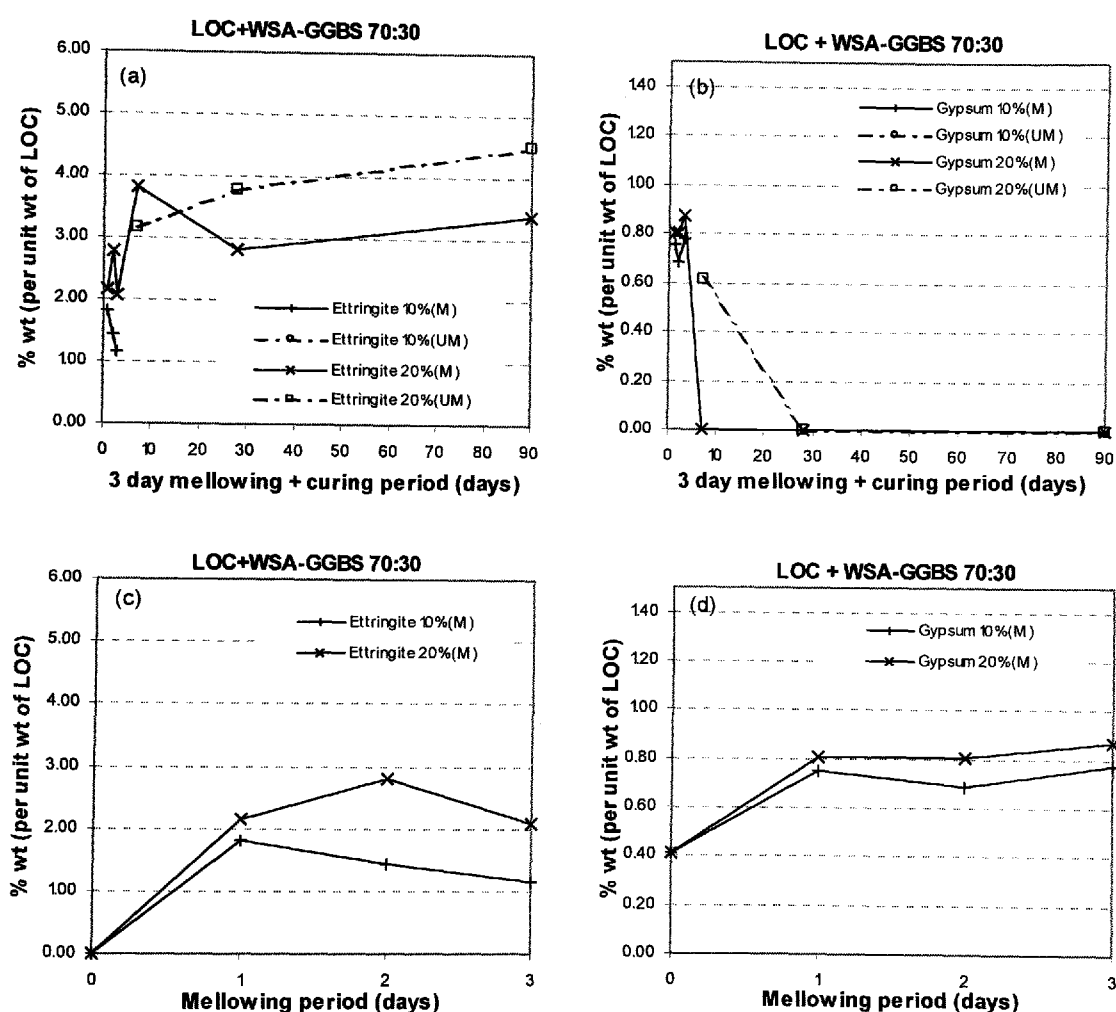 LOC+WSA-GGBS 70:30
(a)
6.00
5.00
4.00
3.00
2.00
1.00
0.00
% wt (per unit wt of LOC)
Ettringite 10%(M)
Ettringite 10%(UM)
Ettringite 20%(M)
Ettringite 20%(UM)
0 10 20 30 40 50 60 70 80 90
3 day mellowing + curing period (days)
LOC + WSA-GGBS 70:30
(b)
1.40
1.20
1.00
0.80
0.60
0.40
0.20
0.00
% wt (per unit wt of LOC)
Gypsum 10%(M)
Gypsum 10%(UM)
Gypsum 20%(M)
Gypsum 20%(UM)
0 10 20 30 40 50 60 70 80 90
3 day mellowing + curing period (days)
LOC+WSA-GGBS 70:30
(c)
6.00
5.00
4.00
3.00
2.00
1.00
0.00
% wt (per unit wt of LOC)
Ettringite 10%(M)
Ettringite 20%(M)
0 1 2 3
Mellowing period (days)
LOC + WSA-GGBS 70:30
(d)
1.40
1.20
1.00
0.80
0.60
0.40
0.20
0.00
% wt (per unit wt of LOC)
Gypsum 10%(M)
Gypsum 20%(M)
0 1 2 3
Mellowing period (days)